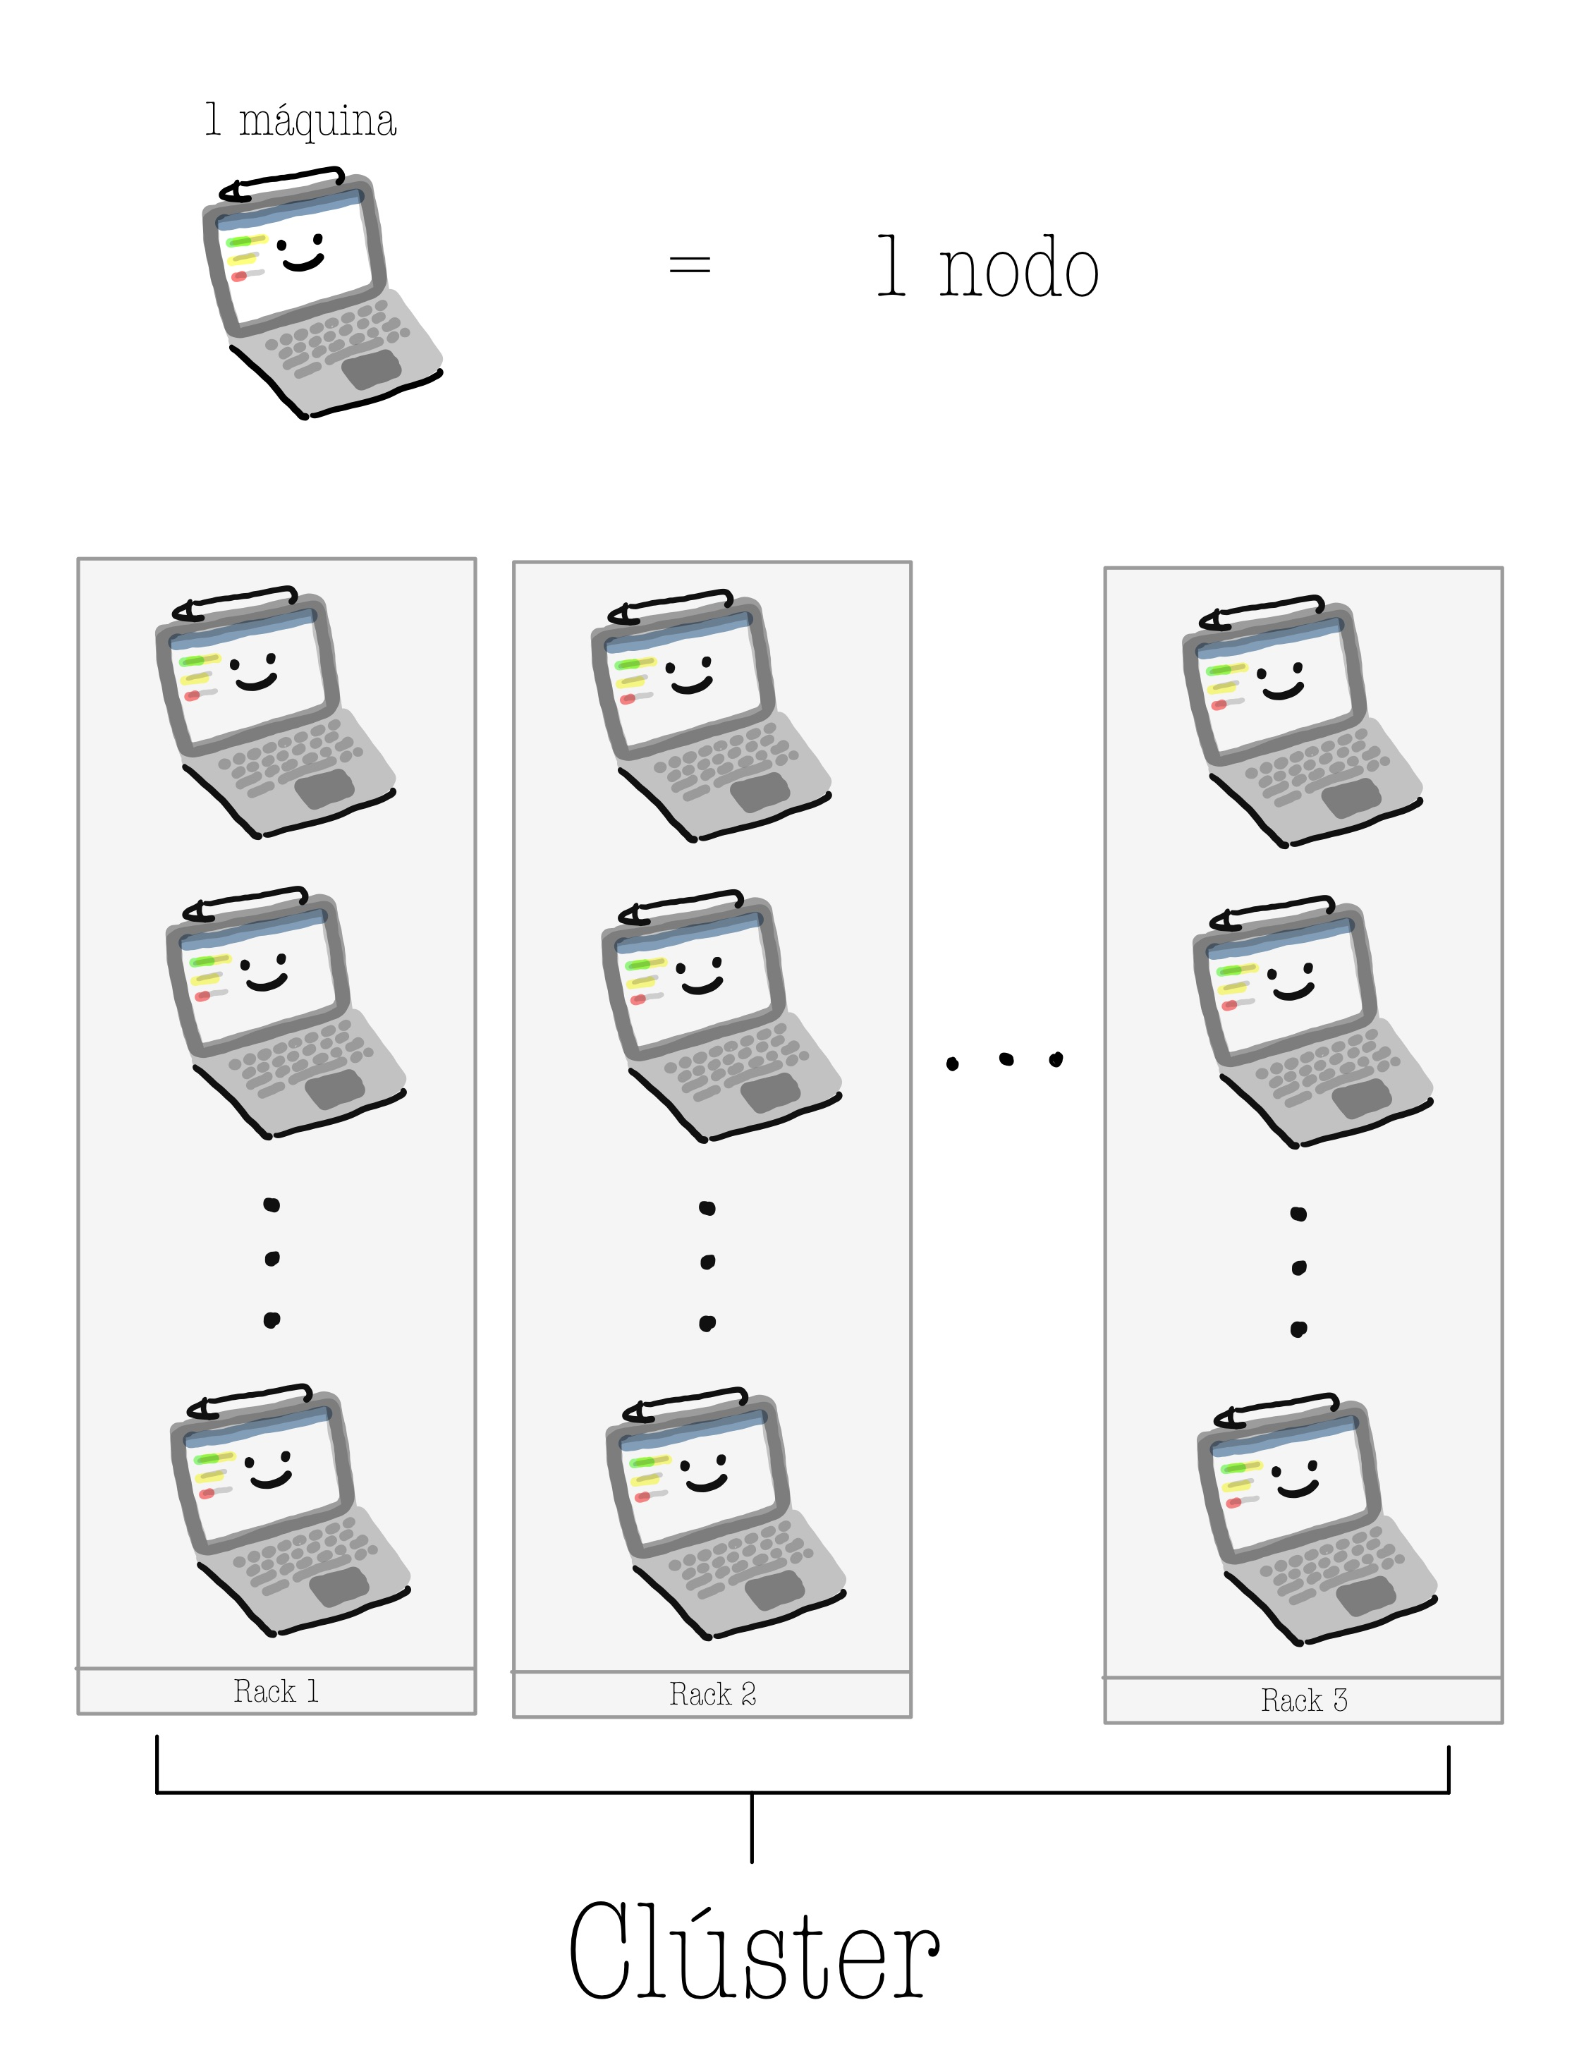 1 máquina
=
1 nodo
Rack 1
Rack 2
Rack 3
Clúster